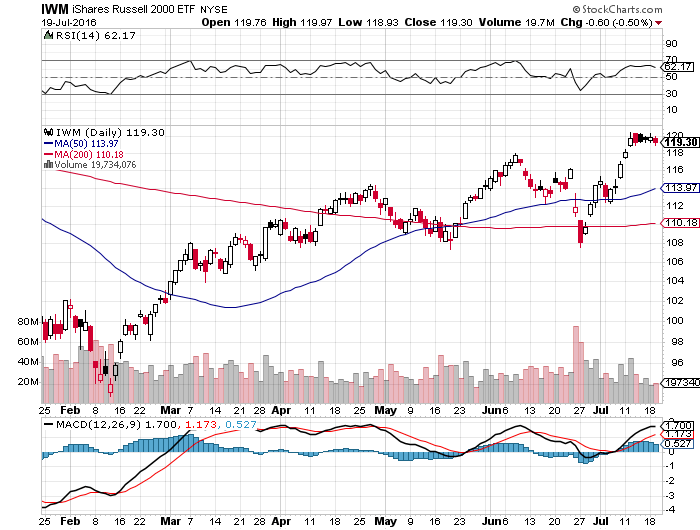 IWM iShares Russell 2000 ETF NYSE © StockCharts.com
19-Jul-2016 Open 119.76 High 119.97 Low 118.93 Close 119.30 Volume 19.7M Chg -0.60 (-0.50%)
RSI(14) 62.17
90
70
62.17
50
30
10
IWM (Daily) 119.30
MA(50) 113.97
MA(200) 110.18
Volume 19,734,076
120
119.30
118
116
113.97
112
110.18
108
106
104
102
100
98
96
80M
60M
40M
20M
197340
25 Feb 8 16 22 Mar 7 14 21 28 Apr 11 18 25 May 9 16 23 Jun 6 13 20 27 Jul 11 18
MACD(12,26,9) 1.700, 1.173, 0.527
1.700
1.173
0.527
0
-1
-2
-3
-4
25 Feb 8 16 22 Mar 7 14 21 28 Apr 11 18 25 May 9 16 23 Jun 6 13 20 27 Jul 11 18